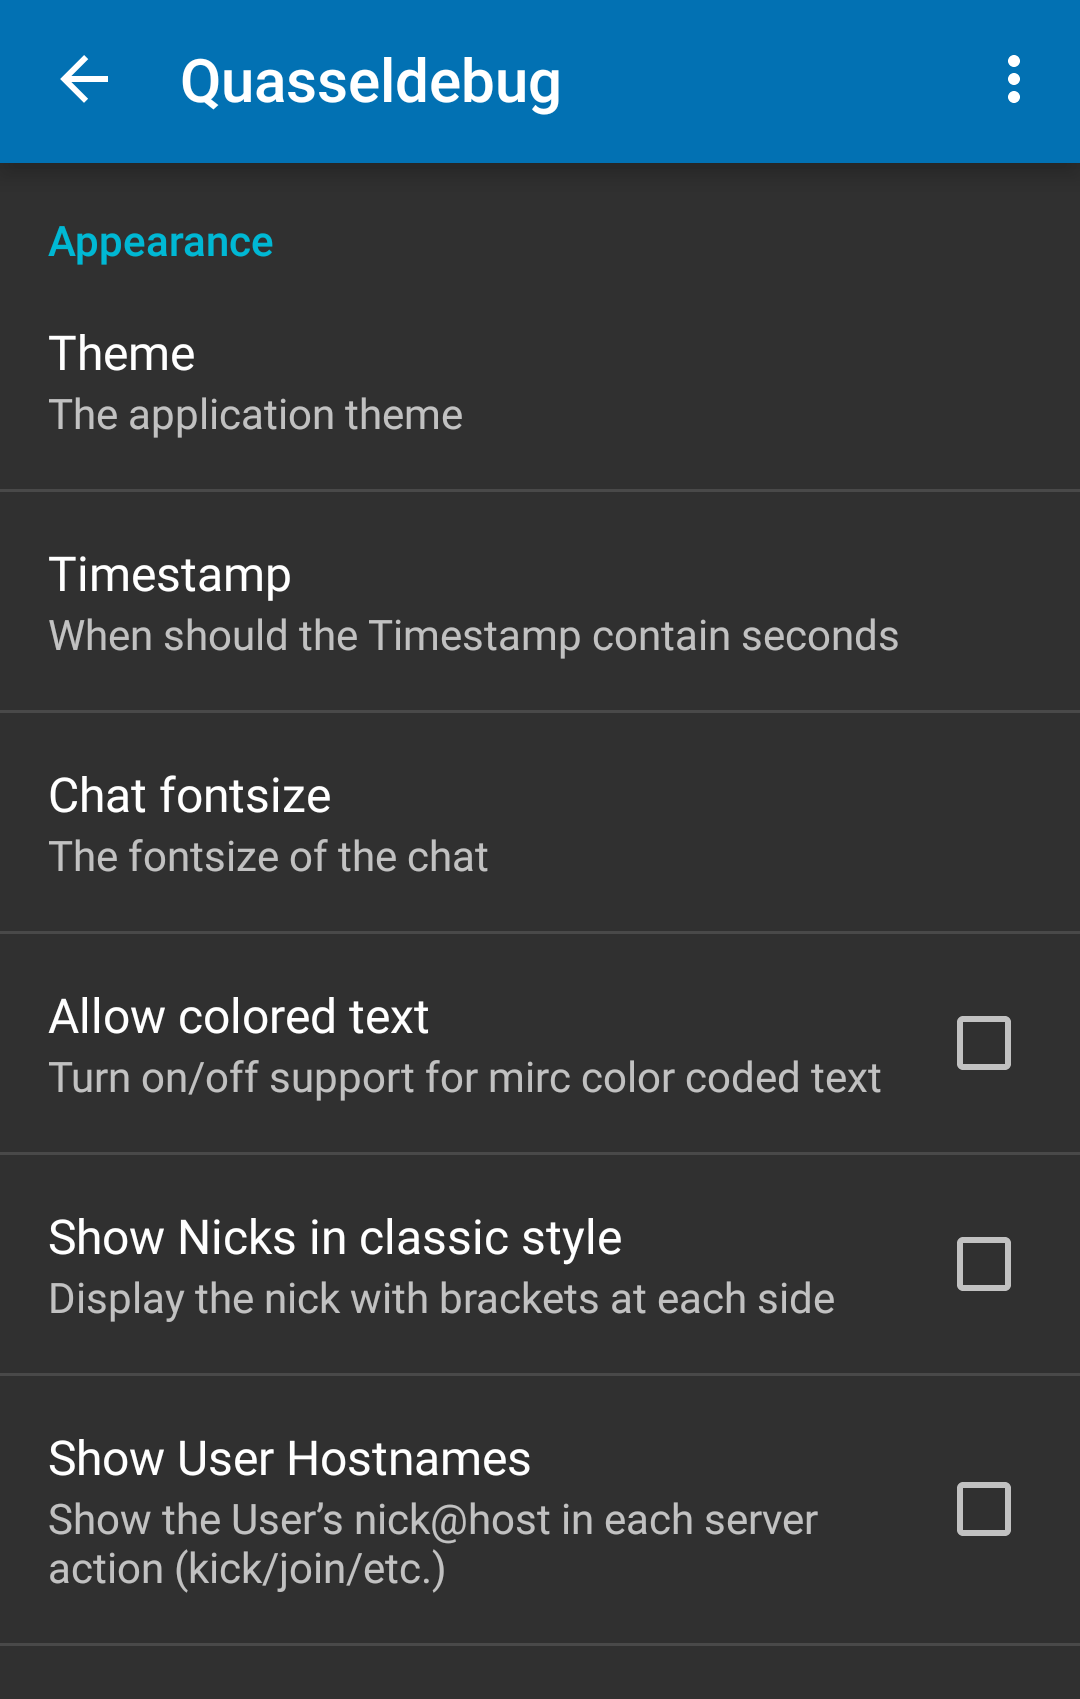 Quasseldebug
Appearance
Theme
The application theme
Timestamp
When should the Timestamp contain seconds
Chat fontsize
The fontsize of the chat
Allow colored text
Turn on/off support for mirc color coded text
Show Nicks in classic style
Display the nick with brackets at each side
Show User Hostnames
Show the User’s nick@host in each server
action (kick/join/etc.)